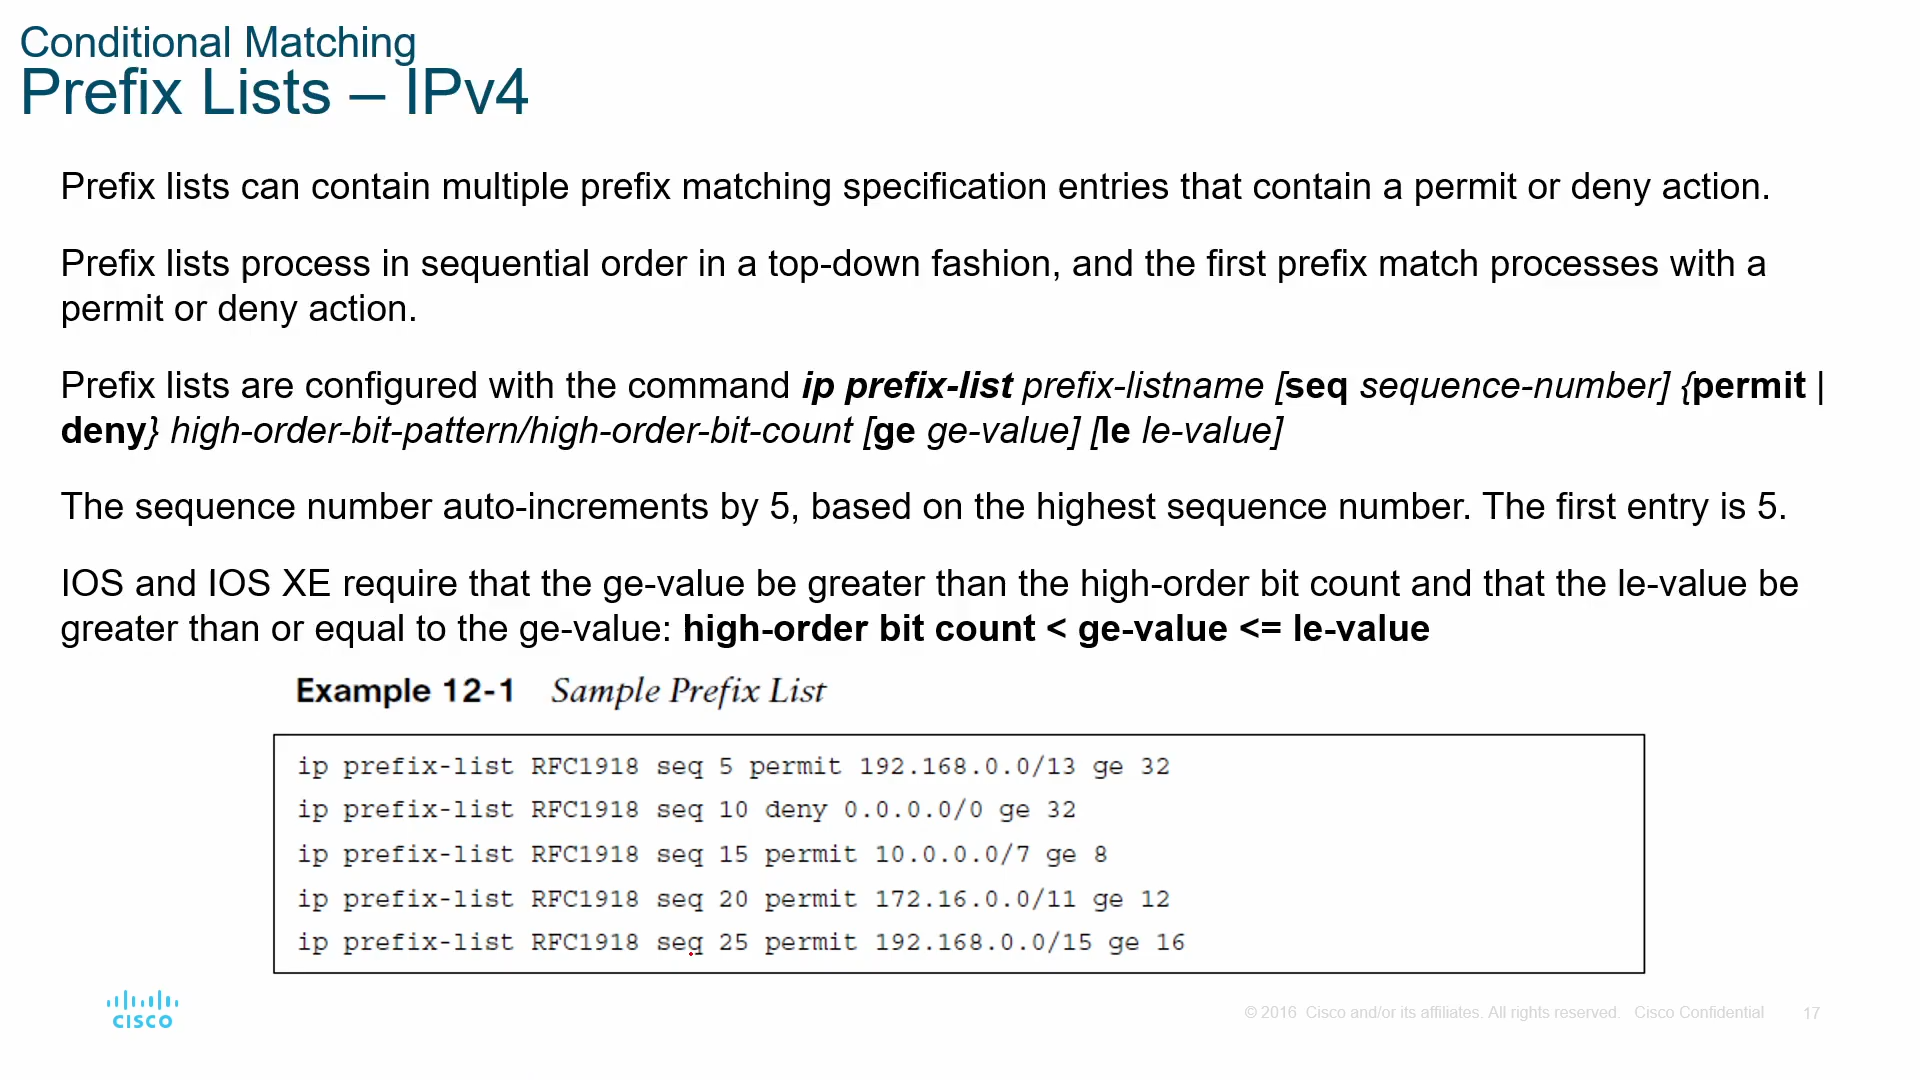 Conditional Matching
Prefix Lists – IPv4
Prefix lists can contain multiple prefix matching specification entries that contain a permit or deny action.
Prefix lists process in sequential order in a top-down fashion, and the first prefix match processes with a
permit or deny action.
Prefix lists are configured with the command ip prefix-list prefix-listname [seq sequence-number] {permit |
deny} high-order-bit-pattern/high-order-bit-count [ge ge-value] [le le-value]
The sequence number auto-increments by 5, based on the highest sequence number. The first entry is 5.
IOS and IOS XE require that the ge-value be greater than the high-order bit count and that the le-value be
greater than or equal to the ge-value: high-order bit count < ge-value <= le-value
Example 12-1 Sample Prefix List
ip prefix-list RFC1918 seq 5 permit 192.168.0.0/13 ge 32
ip prefix-list RFC1918 seq 10 deny 0.0.0.0/0 ge 32
ip prefix-list RFC1918 seq 15 permit 10.0.0.0/7 ge 8
ip prefix-list RFC1918 seq 20 permit 172.16.0.0/11 ge 12
ip prefix-list RFC1918 seq 25 permit 192.168.0.0/15 ge 16
CISCO
© 2016 Cisco and/or its affiliates. All rights reserved. Cisco Confidential 17